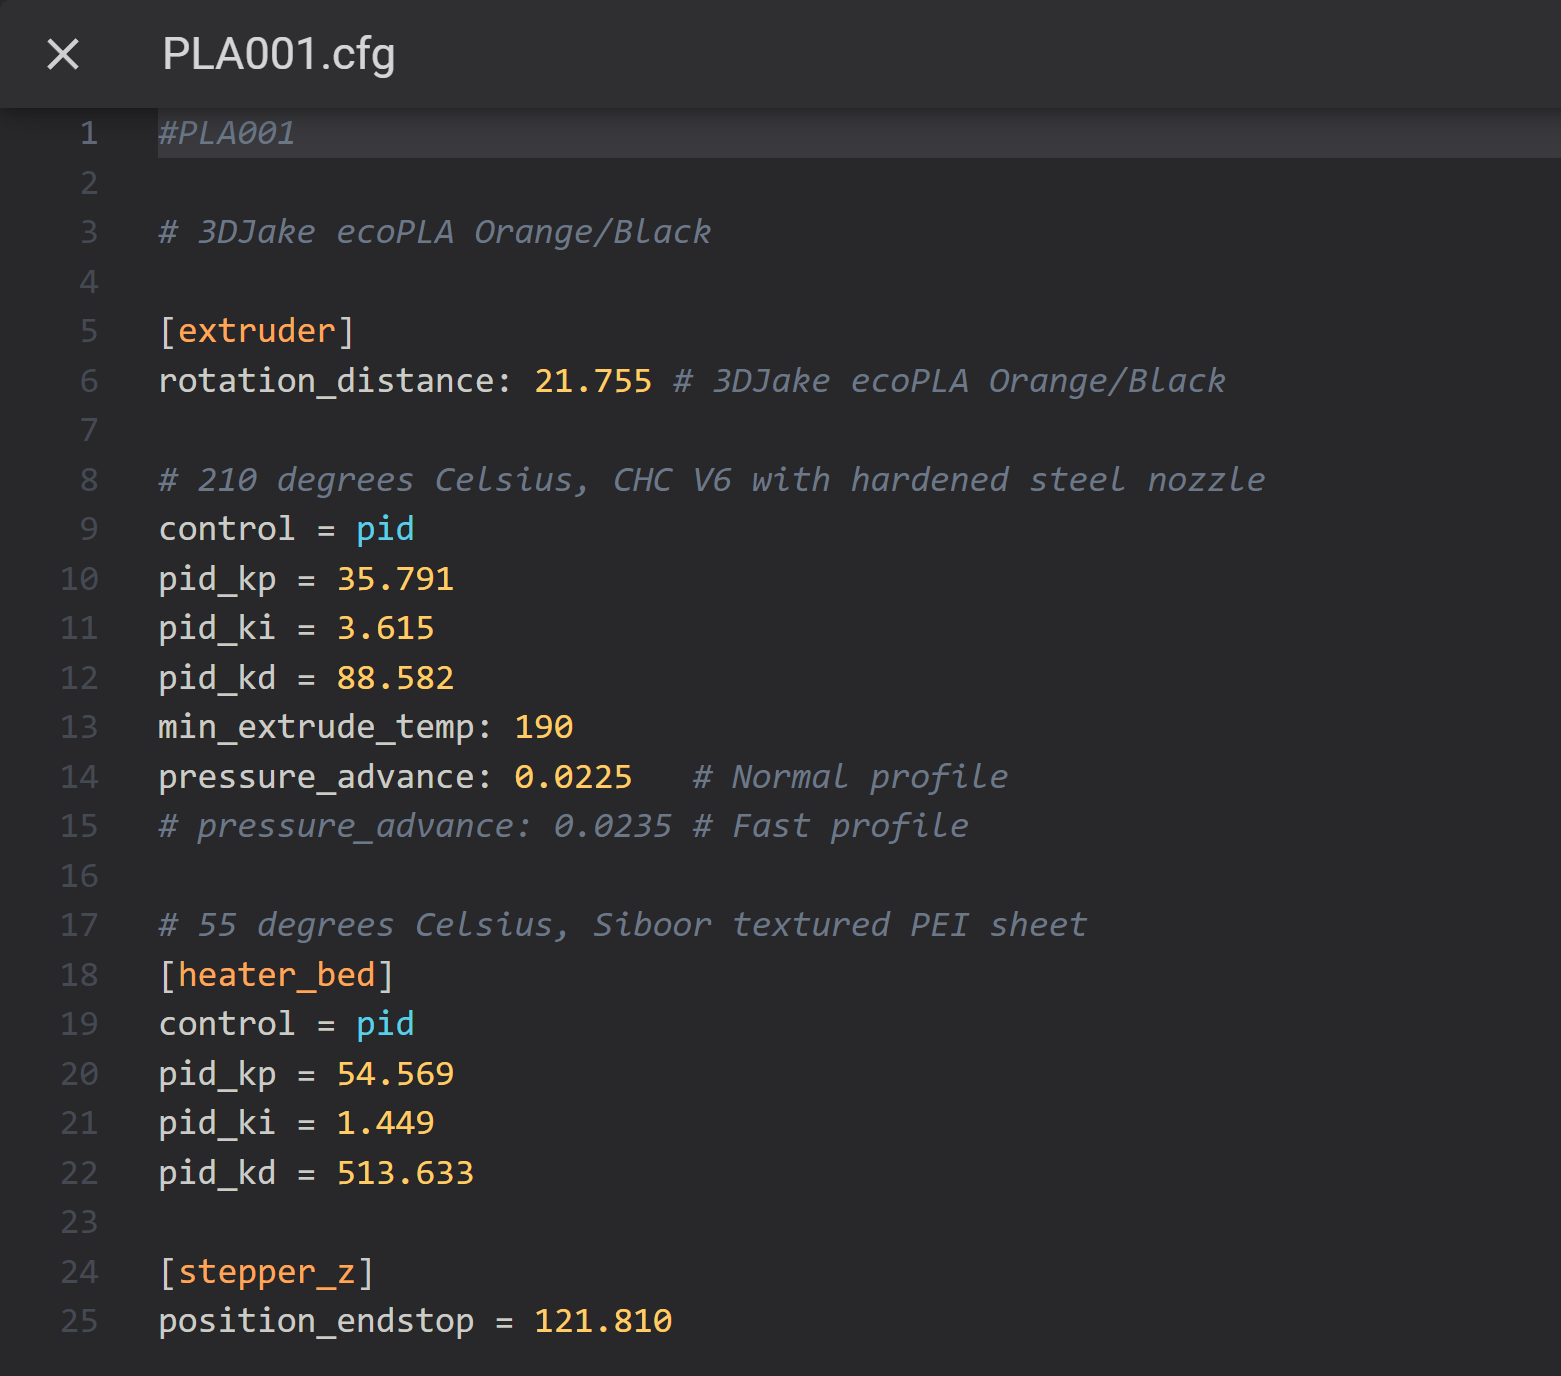 PLA001.cfg
1 #PLA001
2
3 # 3DJake ecoPLA Orange/Black
4
5 [extruder]
6 rotation_distance: 21.755 # 3DJake ecoPLA Orange/Black
7
8 # 210 degrees Celsius, CHC V6 with hardened steel nozzle
9 control = pid
10 pid_kp = 35.791
11 pid_ki = 3.615
12 pid_kd = 88.582
13 min_extrude_temp: 190
14 pressure_advance: 0.0225   # Normal profile
15 # pressure_advance: 0.0235 # Fast profile
16
17 # 55 degrees Celsius, Siboor textured PEI sheet
18 [heater_bed]
19 control = pid
20 pid_kp = 54.569
21 pid_ki = 1.449
22 pid_kd = 513.633
23
24 [stepper_z]
25 position_endstop = 121.810